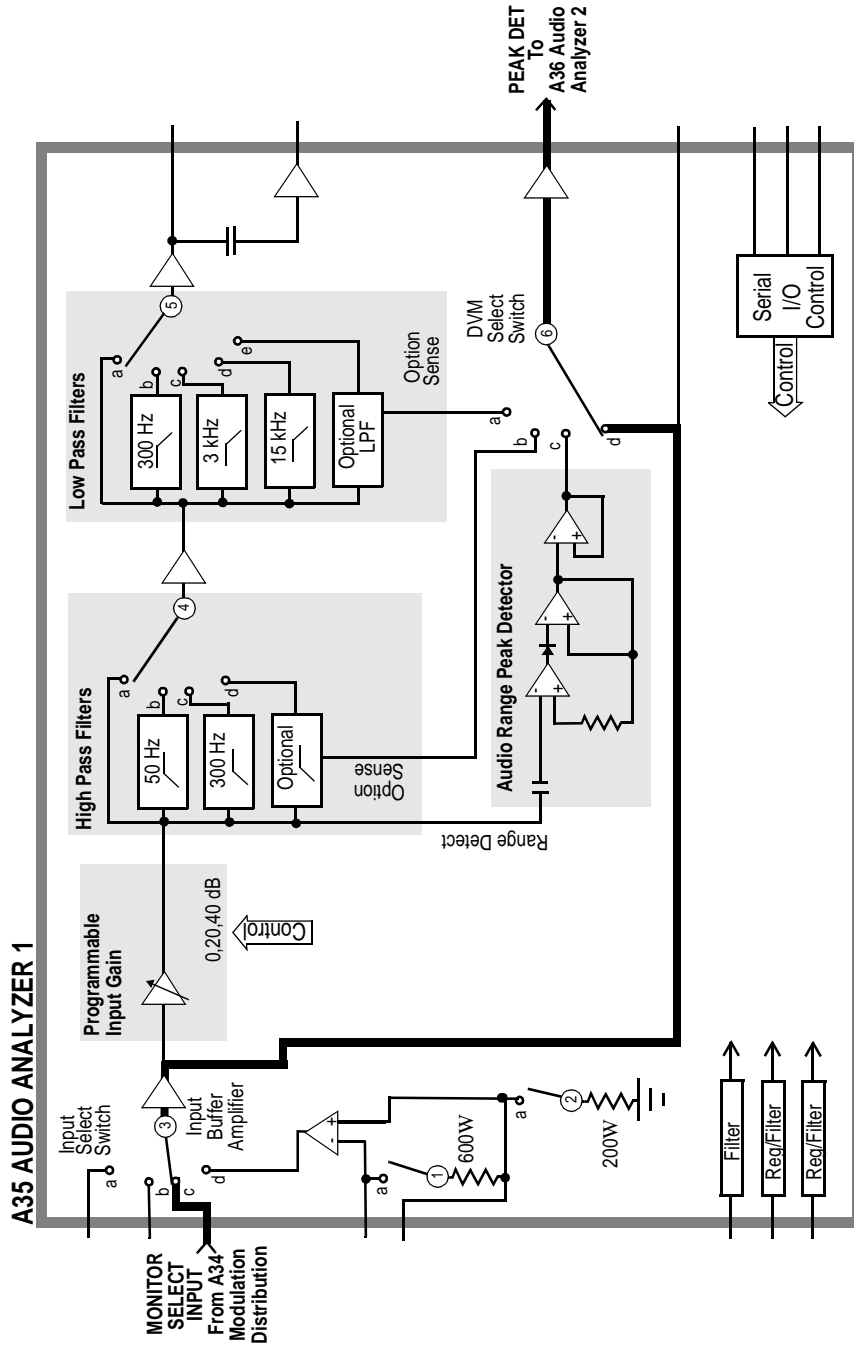 A35 AUDIO ANALYZER 1
Input
Select
Switch
a
b
c
d
3
Input
Buffer
Amplifier
MONITOR
SELECT
INPUT
From A34
Modulation
Distribution
Programmable
Input Gain
0,20,40 dB
Control
High Pass Filters
a
b
c
d
4
50 Hz
300 Hz
Optional
Option
Sense
Range Detect
Low Pass Filters
a
b
c
d
e
5
300 Hz
3 kHz
15 kHz
Optional
LPF
Option
Sense
DVM
Select
Switch
a
b
c
d
6
PEAK DET
To
A36 Audio
Analyzer 2
Audio Range Peak Detector
-
+
-
+
-
+
-
+
a
1
600W
a
2
200W
Filter
Reg/Filter
Reg/Filter
Control
Serial
I/O
Control